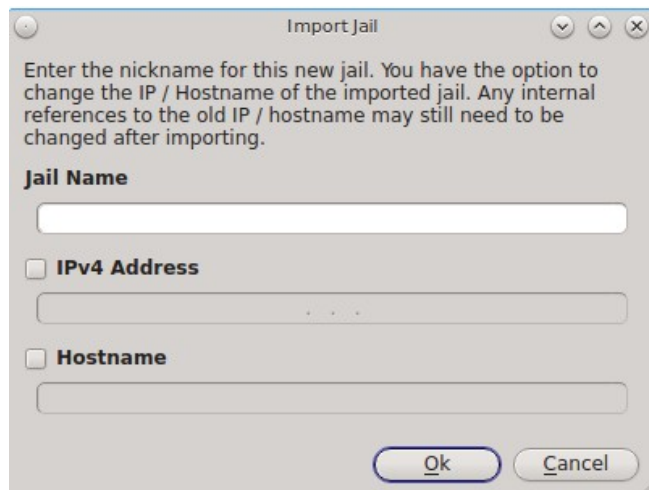 Import Jail
Enter the nickname for this new jail. You have the option to
change the IP / Hostname of the imported jail. Any internal
references to the old IP / hostname may still need to be
changed after importing.
Jail Name
IPv4 Address
. . .
Hostname
Ok Cancel